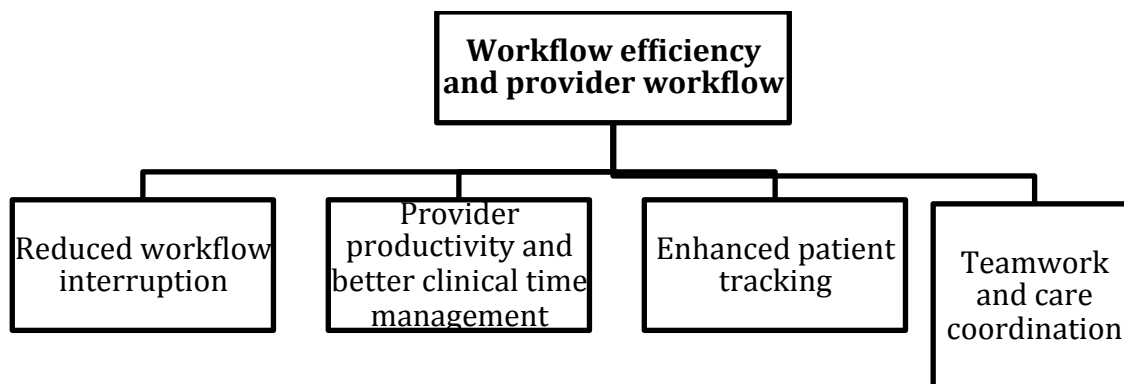 Workflow efficiency
and provider workflow
Reduced workflow
interruption
Provider
productivity and
better clinical time
management
Enhanced patient
tracking
Teamwork
and care
coordination